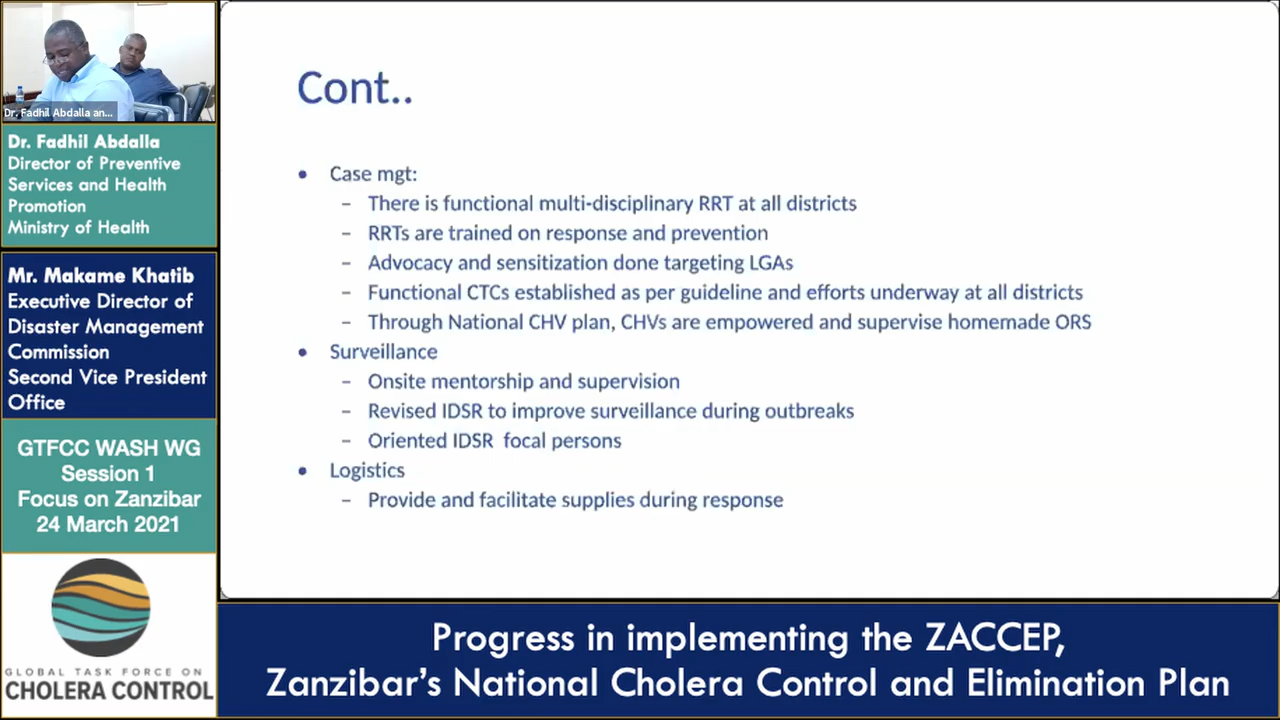 Dr. Fadhil Abdalla an...
Dr. Fadhil Abdalla
Director of Preventive
Services and Health
Promotion
Ministry of Health
Mr. Makame Khatib
Executive Director of
Disaster Management
Commission
Second Vice President
Office
GTFCC WASH WG
Session 1
Focus on Zanzibar
24 March 2021
GLOBAL TASK FORCE ON
CHOLERA CONTROL
Cont..
• Case mgt:
– There is functional multi-disciplinary RRT at all districts
– RRTs are trained on response and prevention
– Advocacy and sensitization done targeting LGAs
– Functional CTCs established as per guideline and efforts underway at all districts
– Through National CHV plan, CHVs are empowered and supervise homemade ORS
• Surveillance
– Onsite mentorship and supervision
– Revised IDSR to improve surveillance during outbreaks
– Oriented IDSR focal persons
• Logistics
– Provide and facilitate supplies during response
Progress in implementing the ZACCEP,
Zanzibar's National Cholera Control and Elimination Plan